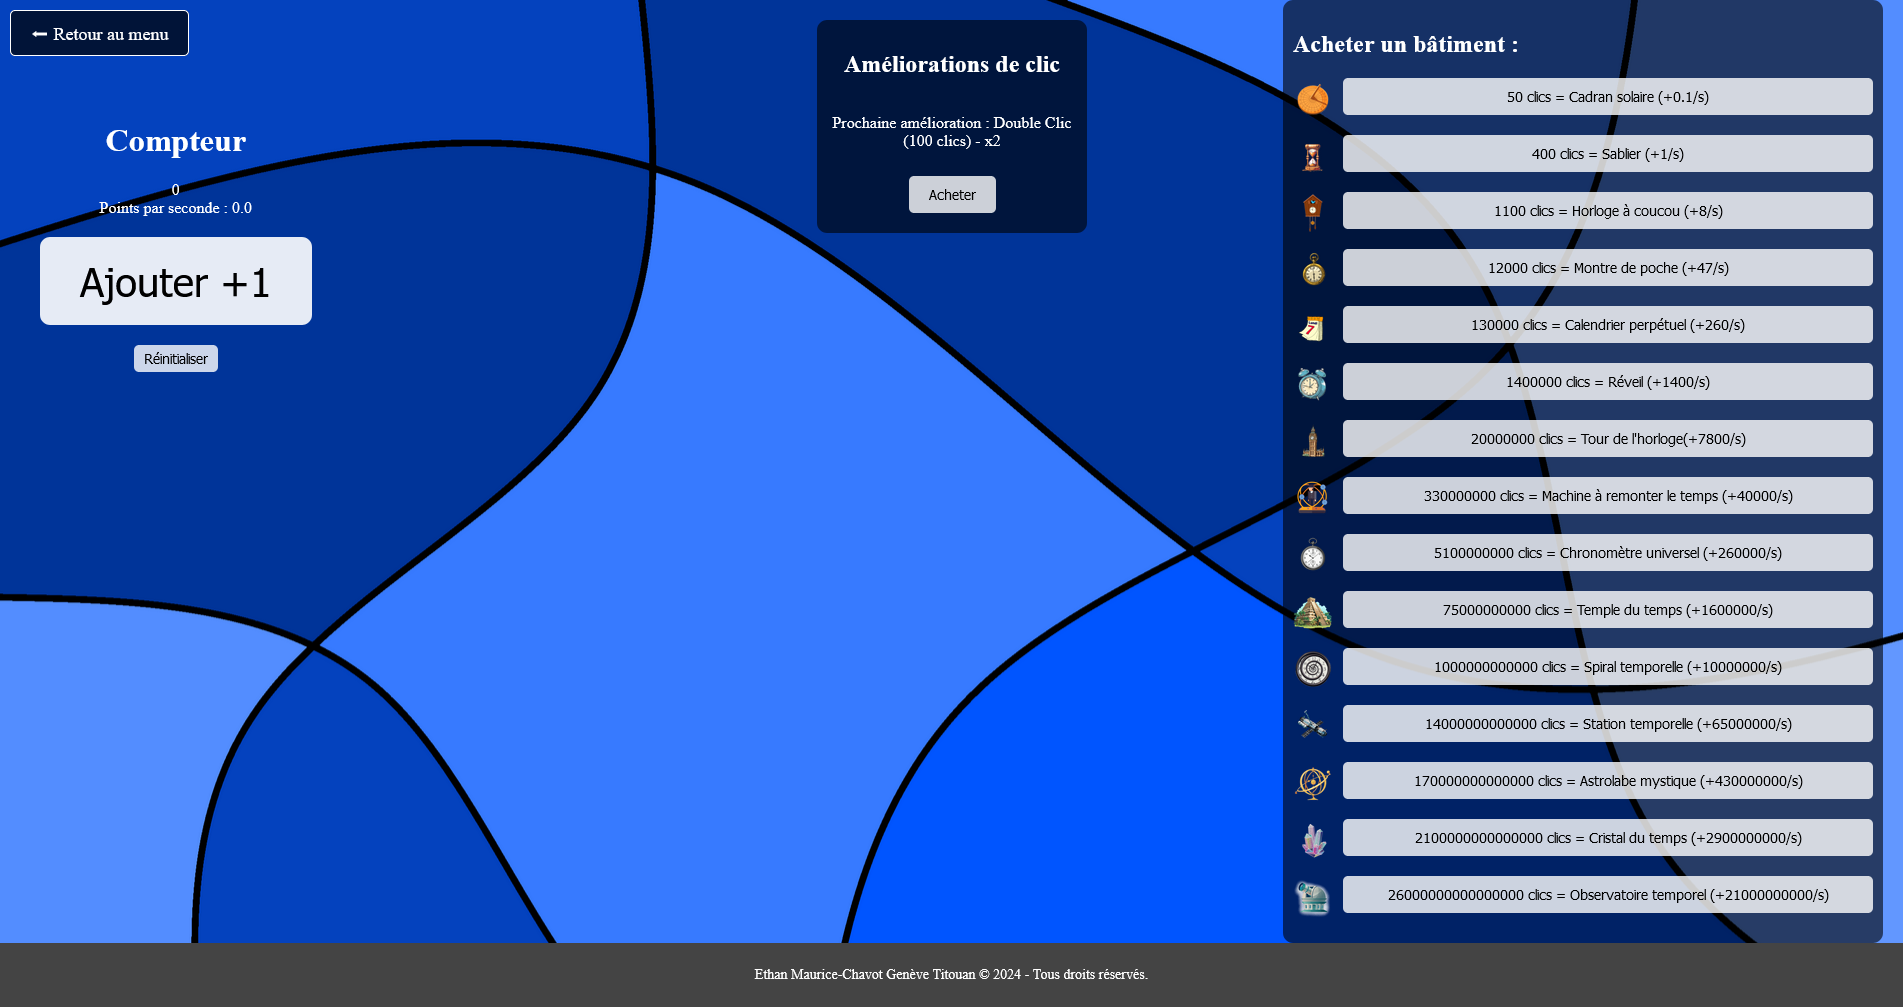 ← Retour au menu
Compteur
0
Points par seconde : 0.0
Ajouter +1
Réinitialiser
Améliorations de clic
Prochaine amélioration : Double Clic
(100 clics) - x2
Acheter
Acheter un bâtiment :
50 clics = Cadran solaire (+0.1/s)
400 clics = Sablier (+1/s)
1100 clics = Horloge à coucou (+8/s)
12000 clics = Montre de poche (+47/s)
130000 clics = Calendrier perpétuel (+260/s)
1400000 clics = Réveil (+1400/s)
20000000 clics = Tour de l'horloge(+7800/s)
330000000 clics = Machine à remonter le temps (+40000/s)
5100000000 clics = Chronomètre universel (+260000/s)
75000000000 clics = Temple du temps (+1600000/s)
1000000000000 clics = Spiral temporelle (+10000000/s)
14000000000000 clics = Station temporelle (+65000000/s)
170000000000000 clics = Astrolabe mystique (+430000000/s)
2100000000000000 clics = Cristal du temps (+2900000000/s)
26000000000000000 clics = Observatoire temporel (+21000000000/s)
Ethan Maurice-Chavot Genève Titouan © 2024 - Tous droits réservés.